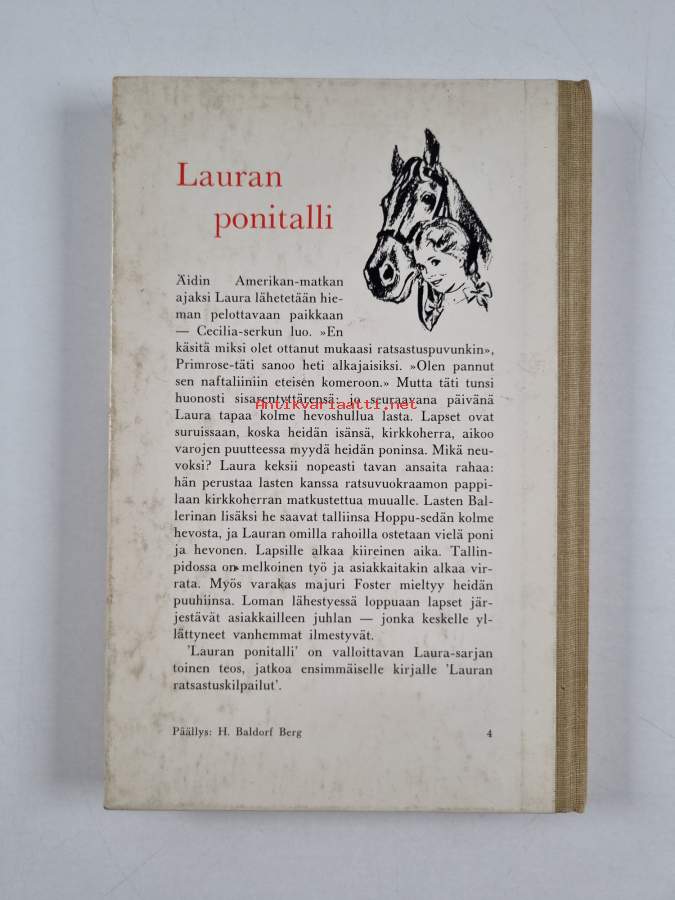 Lauran
ponitalli
Äidin Amerikan-matkan
ajaksi Laura lähetetään hie-
man pelottavaan paikkaan
— Cecilia-serkun luo. »En
käsitä miksi olet ottanut mukaasi ratsastuspuvunkin»,
Primrose-täti sanoo heti alkajaisiksi. »Olen pannut
sen naftaliiniin eteisen komeroon.» Mutta täti tunsi
huonosti sisarentyttärensä: jo seuraavana päivänä
Antikvariaatti.net
Laura tapaa kolme hevoshullua lasta. Lapset ovat
suruissaan, koska heidän isänsä, kirkkoherra, aikoo
varojen puutteessa myydä heidän poninsa. Mikä neu-
voksi? Laura keksii nopeasti tavan ansaita rahaa:
hän perustaa lasten kanssa ratsuvuokraamon pappi-
laan kirkkoherran matkustettua muualle. Lasten Bal-
lerinan lisäksi he saavat talliinsa Hoppu-sedän kolme
hevosta, ja Lauran omilla rahoilla ostetaan vielä poni
ja hevonen. Lapsille alkaa kiireinen aika. Tallin-
pidossa on melkoinen työ ja asiakkaitakin alkaa vir-
rata. Myös varakas majuri Foster mieltyy heidän
puuhiinsa. Loman lähestyessä loppuaan lapset jär-
jestävät asiakkailleen juhlan — jonka keskelle yl-
lättyneet vanhemmat ilmestyvät.
'Lauran ponitalli' on valloittavan Laura-sarjan
toinen teos, jatkoa ensimmäiselle kirjalle 'Lauran
ratsastuskilpailut'.
Päällys: H. Baldorf Berg 4